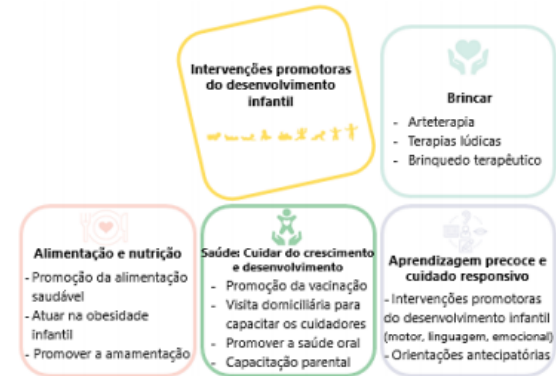 Intervenções promotoras
do desenvolvimento
infantil
Brincar
- Arteterapia
- Terapias lúdicas
- Brinquedo terapêutico
Alimentação e nutrição
- Promoção da alimentação
saudável
- Atuar na obesidade
infantil
- Promover a amamentação
Saúde: Cuidar do crescimento
e desenvolvimento
- Promoção da vacinação
- Visita domiciliária para
capacitar os cuidadores
- Promover a saúde oral
- Capacitação parental
Aprendizagem precoce e
cuidado responsivo
- Intervenções promotoras
do desenvolvimento infantil
(motor, linguagem, emocional)
- Orientações antecipatórias